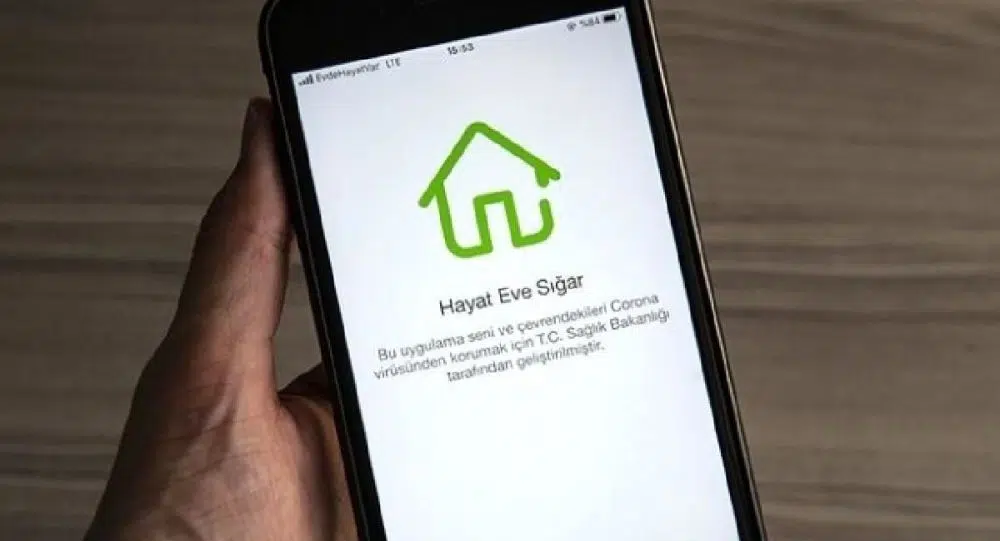 EvdeHayatVar LTE 15:53 %84
Hayat Eve Sığar
Bu uygulama seni ve çevrendekileri Corona
virüsünden korumak için T.C. Sağlık Bakanlığı
tarafından geliştirilmiştir.